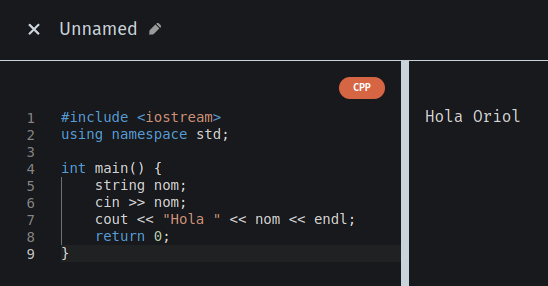 Unnamed
CPP
1 #include <iostream>
2 using namespace std;
3
4 int main() {
5     string nom;
6     cin >> nom;
7     cout << "Hola " << nom << endl;
8     return 0;
9 }
Hola Oriol